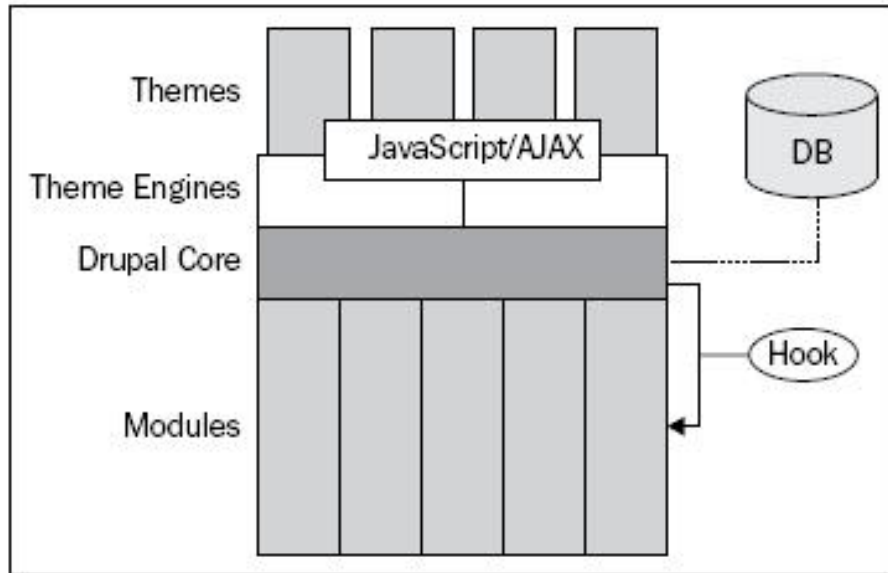 Themes
JavaScript/AJAX
DB
Theme Engines
Drupal Core
Hook
Modules